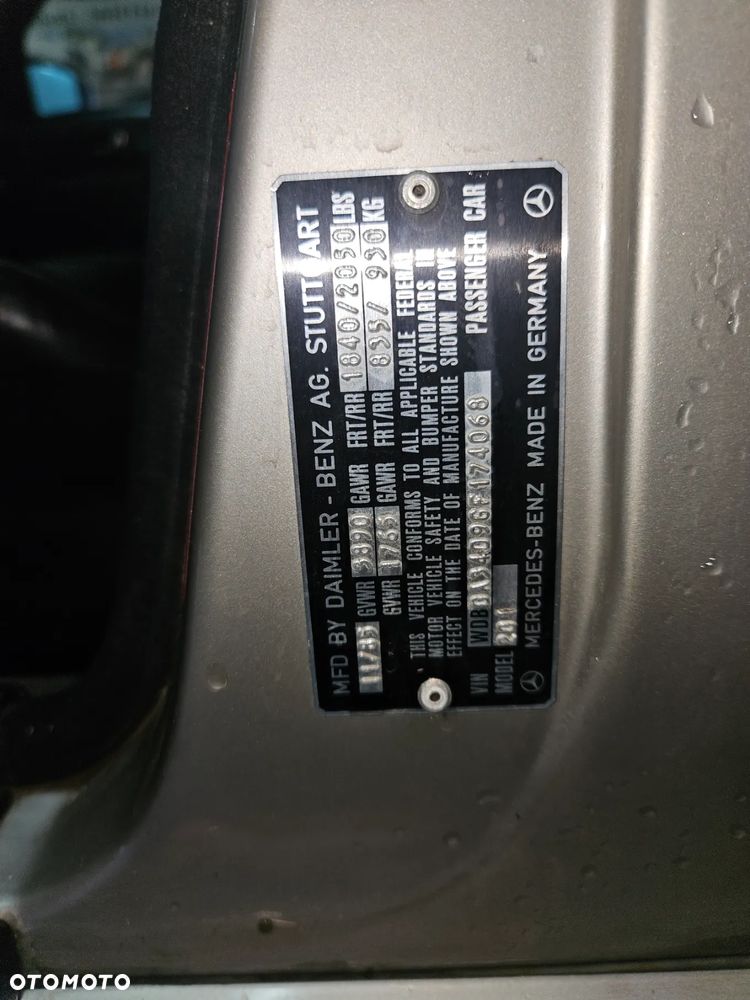 MFD BY DAIMLER - BENZ AG. STUTTGART
11/85 GVWR 3890 GAWR FRT/RR 1840/2050 LBS
GVWR 1765 GAWR FRT/RR 835/ 930 KG
THIS VEHICLE CONFORMS TO ALL APPLICABLE FEDERAL
MOTOR VEHICLE SAFETY AND BUMPER STANDARDS IN
EFFECT ON THE DATE OF MANUFACTURE SHOWN ABOVE
VIN WDBDA34D9GF174068 PASSENGER CAR
MODEL 201
MERCEDES-BENZ MADE IN GERMANY
OTOMOTO